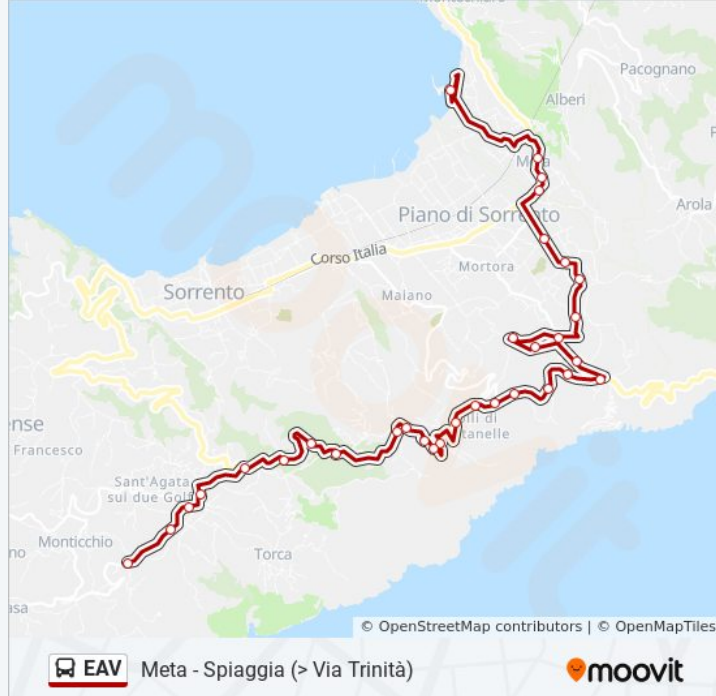 Pacognano
Alberi
Meta
Arola
Piano di Sorrento
Corso Italia
Mortora
Sorrento
Maiano
ense
Francesco
Sant'Agata
sui due Golfi
Monticchio
Torca
© OpenStreetMap contributors | © OpenMapTiles
EAV Meta - Spiaggia (> Via Trinità)
moovit